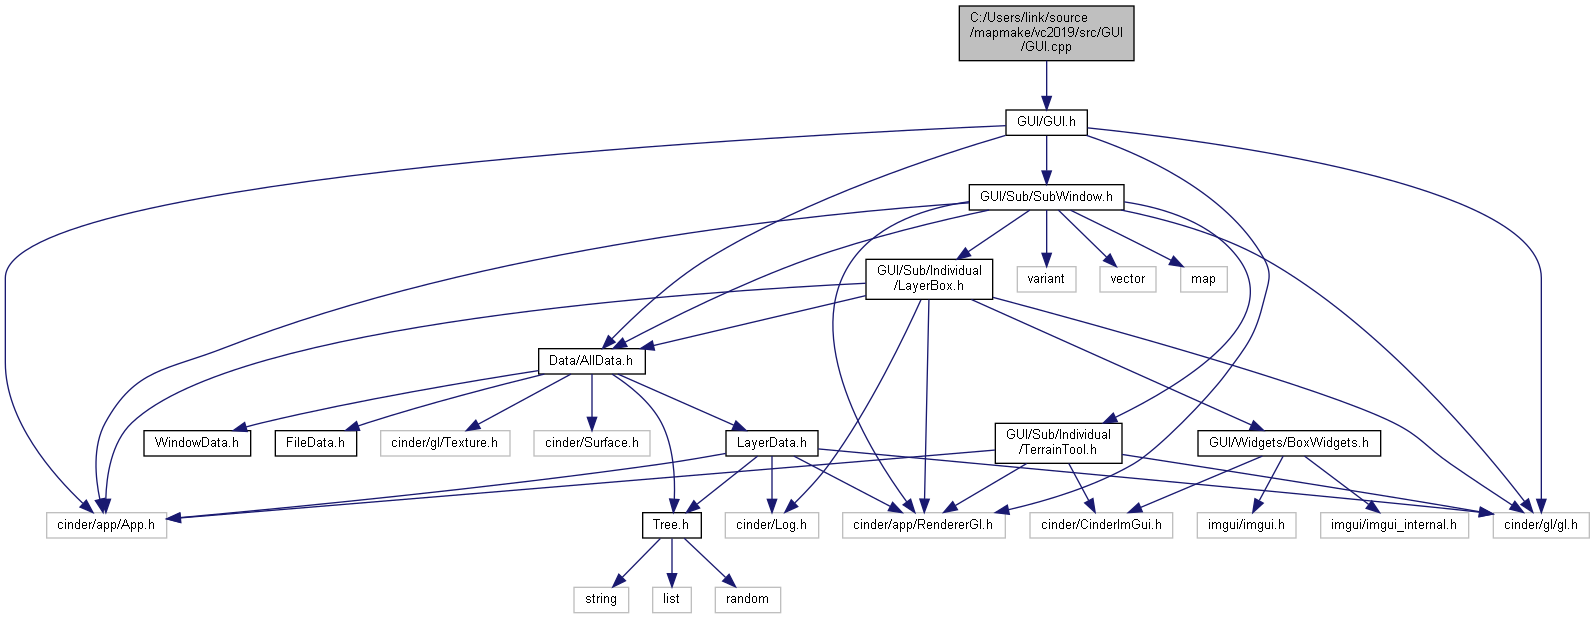 C:/Users/link/source
/mapmake/vc2019/src/GUI
/GUI.cpp
GUI/GUI.h
GUI/Sub/SubWindow.h
GUI/Sub/Individual
/LayerBox.h
variant
vector
map
Data/AllData.h
WindowData.h
FileData.h
cinder/gl/Texture.h
cinder/Surface.h
LayerData.h
GUI/Sub/Individual
/TerrainTool.h
GUI/Widgets/BoxWidgets.h
cinder/app/App.h
Tree.h
cinder/Log.h
cinder/app/RendererGl.h
cinder/CinderImGui.h
imgui/imgui.h
imgui/imgui_internal.h
cinder/gl/gl.h
string
list
random